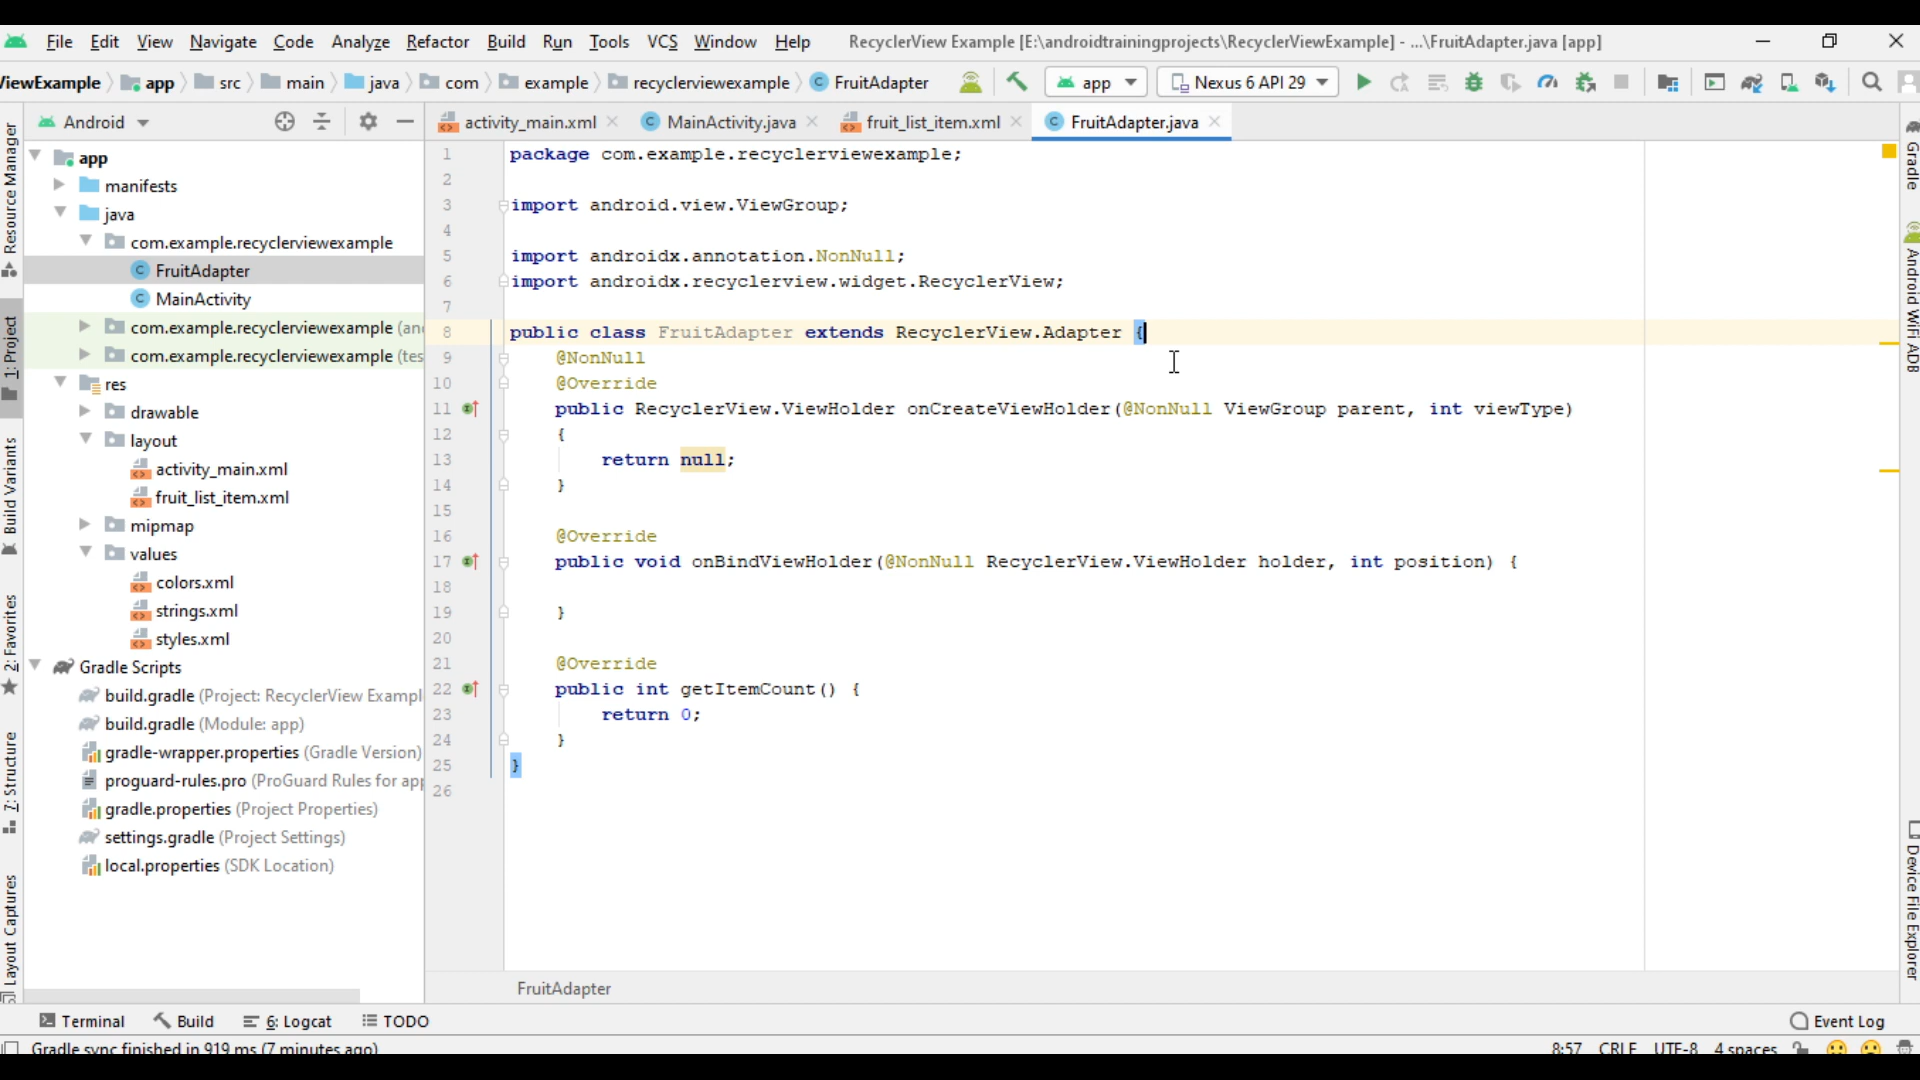 File Edit View Navigate Code Analyze Refactor Build Run Tools VCS Window Help RecyclerView Example [E:\androidtrainingprojects\RecyclerViewExample] - ...\FruitAdapter.java [app]
ViewExample app src main java com example recyclerviewexample FruitAdapter app Nexus 6 API 29
Android activity_main.xml MainActivity.java fruit_list_item.xml FruitAdapter.java
Resource Manager
1: Project
Build Variants
2: Favorites
7: Structure
Layout Captures
app
manifests
java
com.example.recyclerviewexample
FruitAdapter
MainActivity
com.example.recyclerviewexample (an
com.example.recyclerviewexample (tes
res
drawable
layout
activity_main.xml
fruit_list_item.xml
mipmap
values
colors.xml
strings.xml
styles.xml
Gradle Scripts
build.gradle (Project: RecyclerView Exampl
build.gradle (Module: app)
gradle-wrapper.properties (Gradle Version)
proguard-rules.pro (ProGuard Rules for app
gradle.properties (Project Properties)
settings.gradle (Project Settings)
local.properties (SDK Location)
1 package com.example.recyclerviewexample;
2
3 import android.view.ViewGroup;
4
5 import androidx.annotation.NonNull;
6 import androidx.recyclerview.widget.RecyclerView;
7
8 public class FruitAdapter extends RecyclerView.Adapter {
9 @NonNull
10 @Override
11 public RecyclerView.ViewHolder onCreateViewHolder(@NonNull ViewGroup parent, int viewType)
12 {
13 return null;
14 }
15
16 @Override
17 public void onBindViewHolder(@NonNull RecyclerView.ViewHolder holder, int position) {
18
19 }
20
21 @Override
22 public int getItemCount() {
23 return 0;
24 }
25 }
26
FruitAdapter
Gradle
Android WiFi ADB
Device File Explorer
Terminal Build 6: Logcat TODO Event Log
Gradle sync finished in 919 ms (7 minutes ago) 8:57 CRLF UTF-8 4 spaces